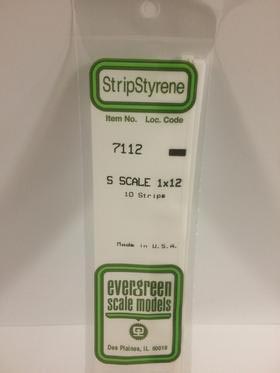 StripStyrene
Item No. Loc. Code
7112
S SCALE 1x12
10 Strips
Made in U.S.A.
evergreen
scale models
Des Plaines, IL 60018